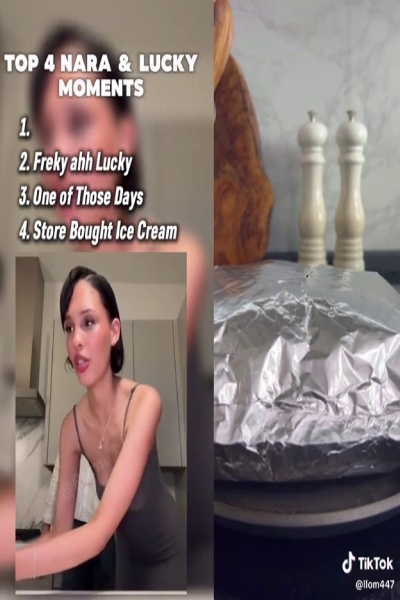 TOP 4 NARA & LUCKY
MOMENTS
1.
2. Freky ahh Lucky
3. One of Those Days
4. Store Bought Ice Cream
TikTok
@llom447